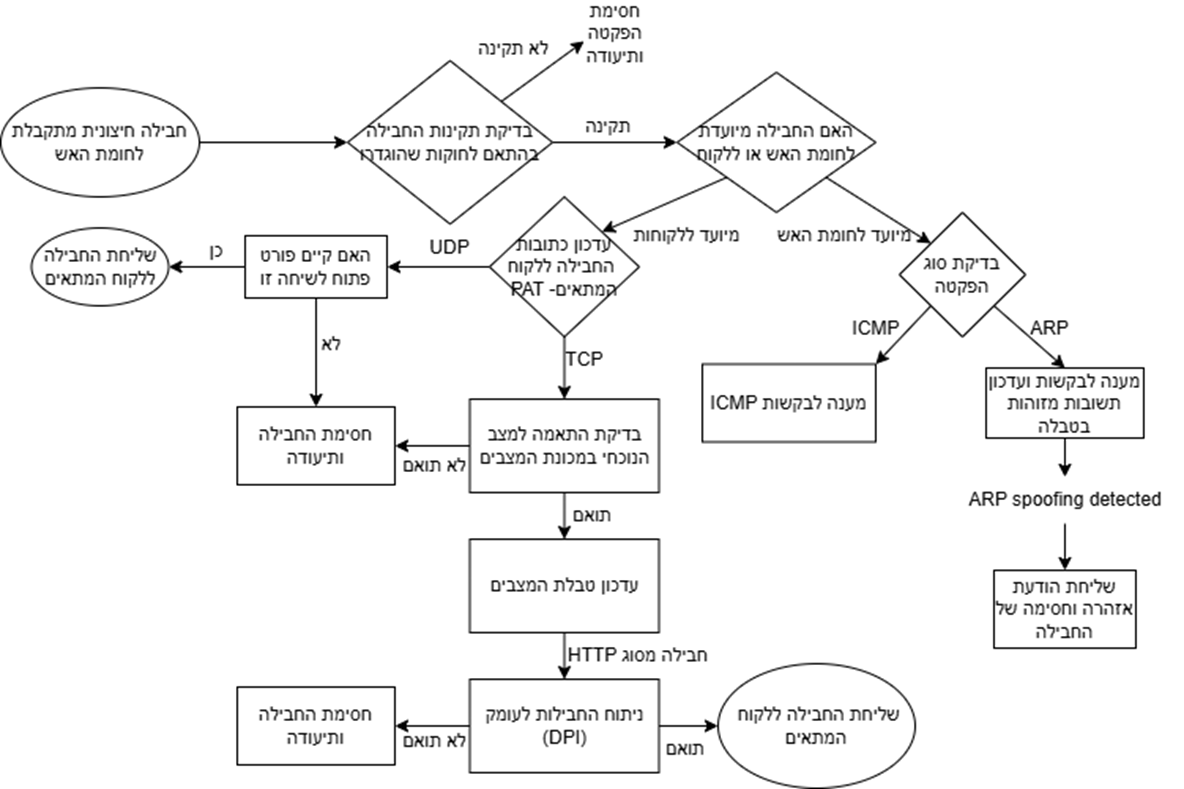 חסימת
הפקטה
ותיעודה
לא תקינה
חבילה חיצונית מתקבלת
לחומת האש
בדיקת תקינות החבילה
בהתאם לחוקות שהוגדרו
תקינה
האם החבילה מיועדת
לחומת האש או ללקוח
מיועד ללקוחות
מיועד לחומת האש
עדכון כתובות
החבילה ללקוח
המתאים- PAT
UDP
האם קיים פורט
פתוח לשיחה זו
כן
שליחת החבילה
ללקוח המתאים
לא
חסימת החבילה
ותיעודה
TCP
בדיקת התאמה למצב
הנוכחי במכונת המצבים
לא תואם
תואם
עדכון טבלת המצבים
חבילה מסוג HTTP
ניתוח החבילות לעומק
(DPI)
לא תואם
חסימת החבילה
ותיעודה
תואם
שליחת החבילה ללקוח
המתאים
בדיקת סוג
הפקטה
ICMP
מענה לבקשות ICMP
ARP
מענה לבקשות ועדכון
תשובות מזוהות
בטבלה
ARP spoofing detected
שליחת הודעת
אזהרה וחסימה של
החבילה